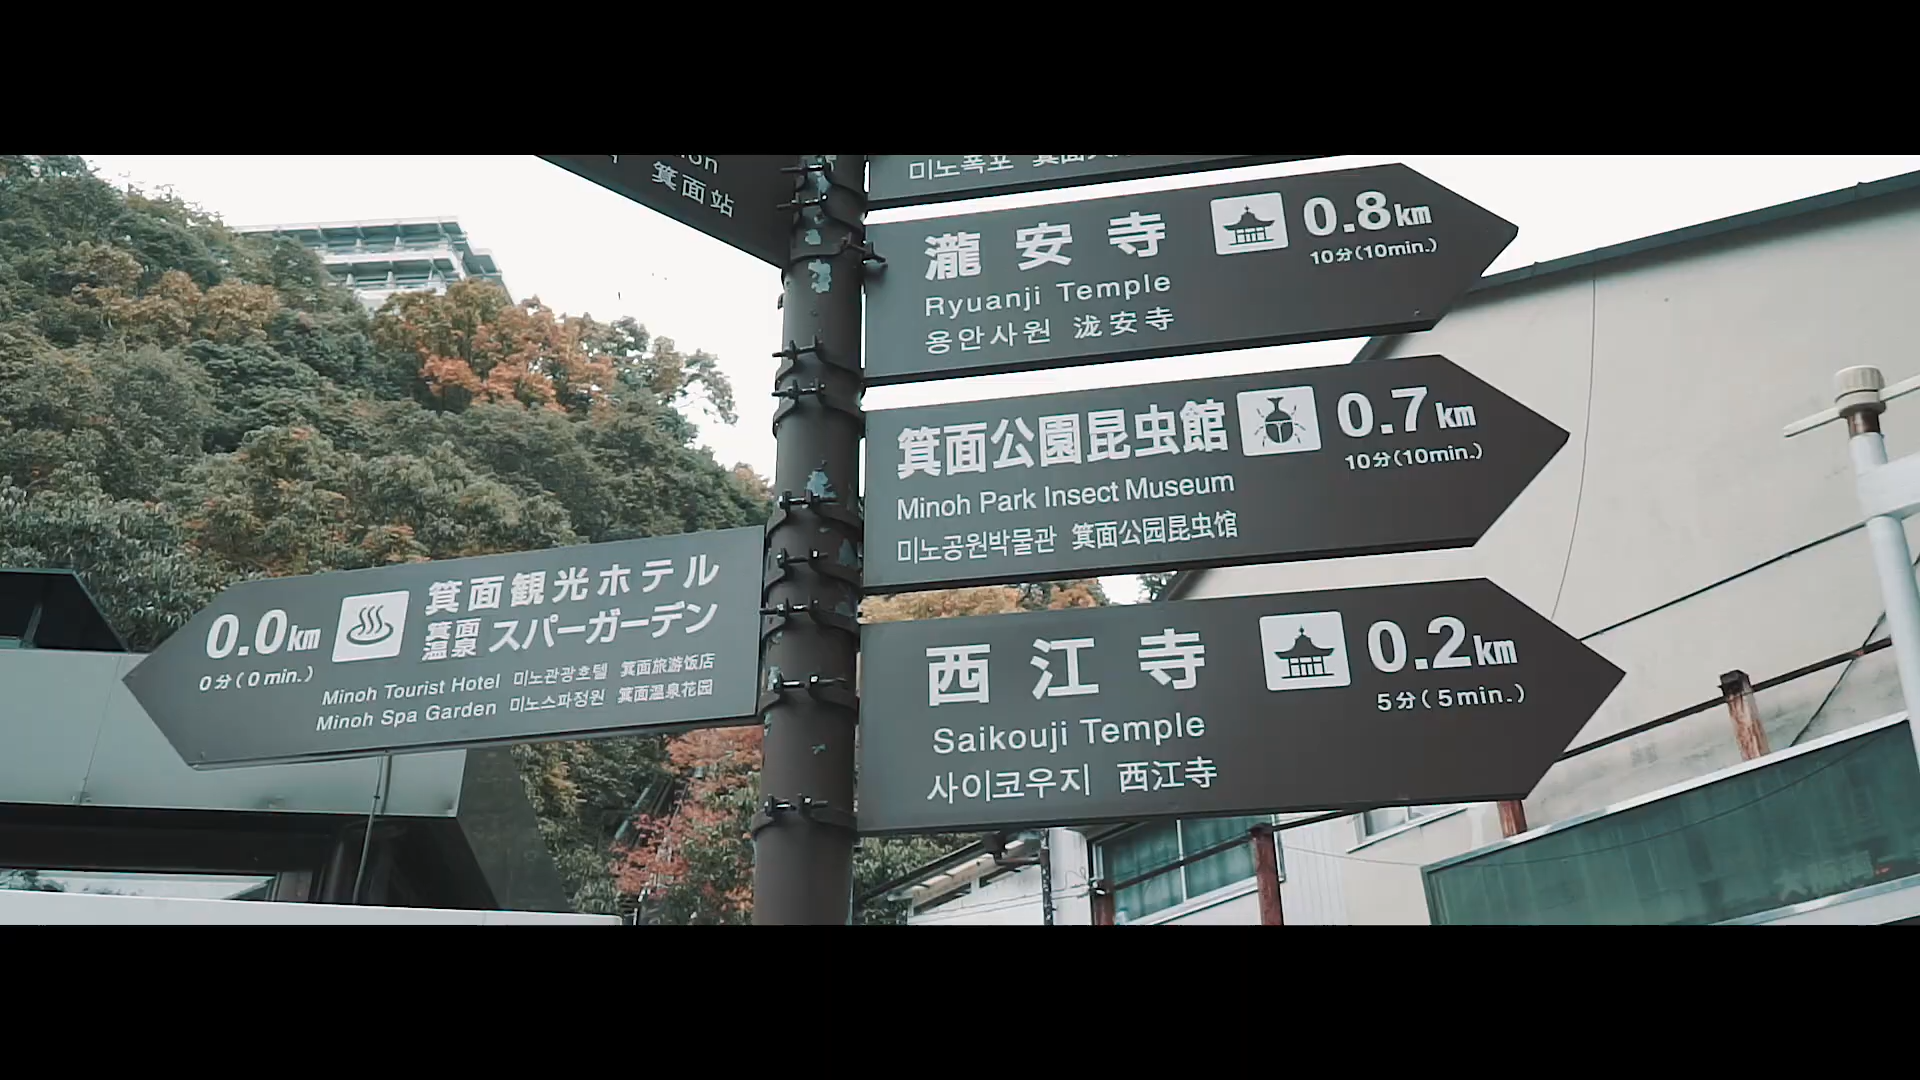 箕面站
미노폭포
瀧安寺 0.8km
10分(10min.)
Ryuanji Temple
용안사원 泷安寺
箕面公園昆虫館 0.7km
10分(10min.)
Minoh Park Insect Museum
미노공원박물관 箕面公园昆虫馆
0.0km 箕面観光ホテル
箕面温泉スパーガーデン
0分(0min.)
Minoh Tourist Hotel 미노관광호텔 箕面旅游饭店
Minoh Spa Garden 미노스파정원 箕面温泉花园
西江寺 0.2km
5分(5min.)
Saikouji Temple
사이코우지 西江寺